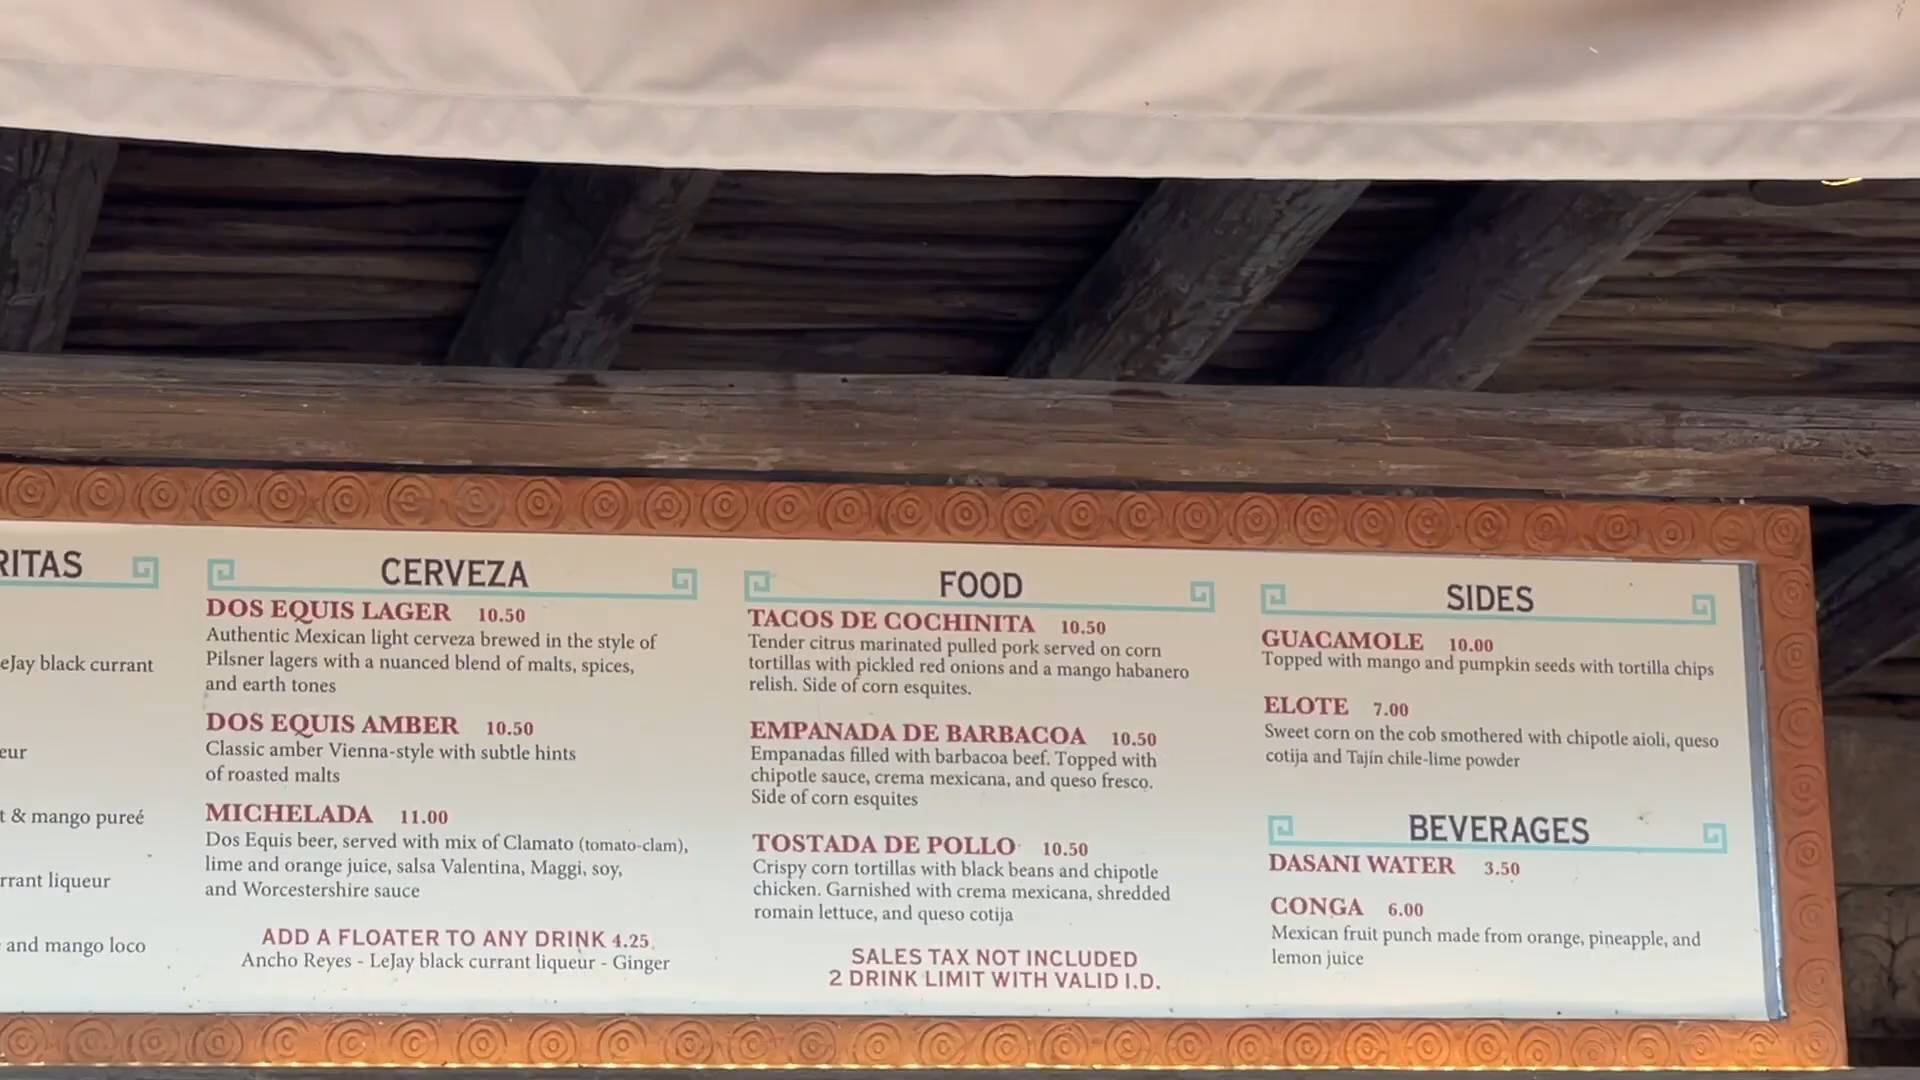 RITAS
eJay black currant
eur
t & mango pureé
rrant liqueur
and mango loco
CERVEZA
DOS EQUIS LAGER 10.50
Authentic Mexican light cerveza brewed in the style of
Pilsner lagers with a nuanced blend of malts, spices,
and earth tones
DOS EQUIS AMBER 10.50
Classic amber Vienna-style with subtle hints
of roasted malts
MICHELADA 11.00
Dos Equis beer, served with mix of Clamato (tomato-clam),
lime and orange juice, salsa Valentina, Maggi, soy,
and Worcestershire sauce
ADD A FLOATER TO ANY DRINK 4.25
Ancho Reyes - LeJay black currant liqueur - Ginger
FOOD
TACOS DE COCHINITA 10.50
Tender citrus marinated pulled pork served on corn
tortillas with pickled red onions and a mango habanero
relish. Side of corn esquites.
EMPANADA DE BARBACOA 10.50
Empanadas filled with barbacoa beef. Topped with
chipotle sauce, crema mexicana, and queso fresco.
Side of corn esquites
TOSTADA DE POLLO 10.50
Crispy corn tortillas with black beans and chipotle
chicken. Garnished with crema mexicana, shredded
romain lettuce, and queso cotija
SALES TAX NOT INCLUDED
2 DRINK LIMIT WITH VALID I.D.
SIDES
GUACAMOLE 10.00
Topped with mango and pumpkin seeds with tortilla chips
ELOTE 7.00
Sweet corn on the cob smothered with chipotle aioli, queso
cotija and Tajín chile-lime powder
BEVERAGES
DASANI WATER 3.50
CONGA 6.00
Mexican fruit punch made from orange, pineapple, and
lemon juice